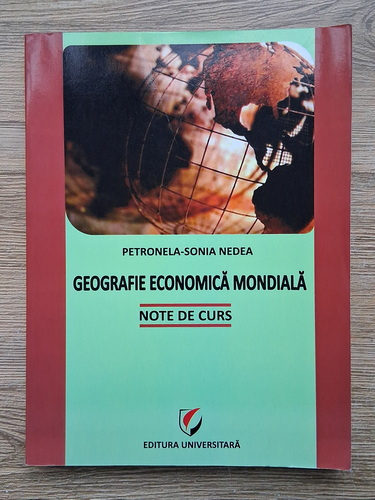 PETRONELA-SONIA NEDEA
GEOGRAFIE ECONOMICĂ MONDIALĂ
NOTE DE CURS
EDITURA UNIVERSITARĂ